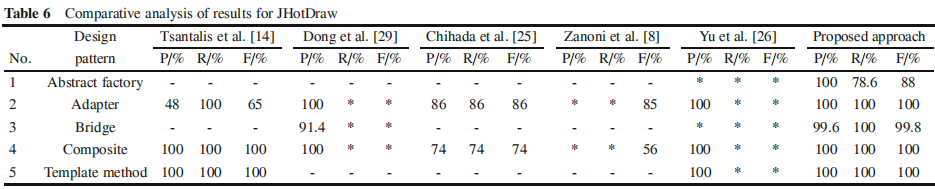 Table 6 Comparative analysis of results for JHotDraw
Design Tsantalis et al. [14] Dong et al. [29] Chihada et al. [25] Zanoni et al. [8] Yu et al. [26] Proposed approach
No. pattern P/% R/% F/% P/% R/% F/% P/% R/% F/% P/% R/% F/% P/% R/% F/% P/% R/% F/%
1 Abstract factory - - - - - - - - - - - - * * * 100 78.6 88
2 Adapter 48 100 65 100 * * 86 86 86 * * 85 100 * * 100 100 100
3 Bridge - - - 91.4 * * - - - - - - * * * 99.6 100 99.8
4 Composite 100 100 100 100 * * 74 74 74 * * 56 100 * * 100 100 100
5 Template method 100 100 100 - - - - - - - - - 100 * * 100 100 100